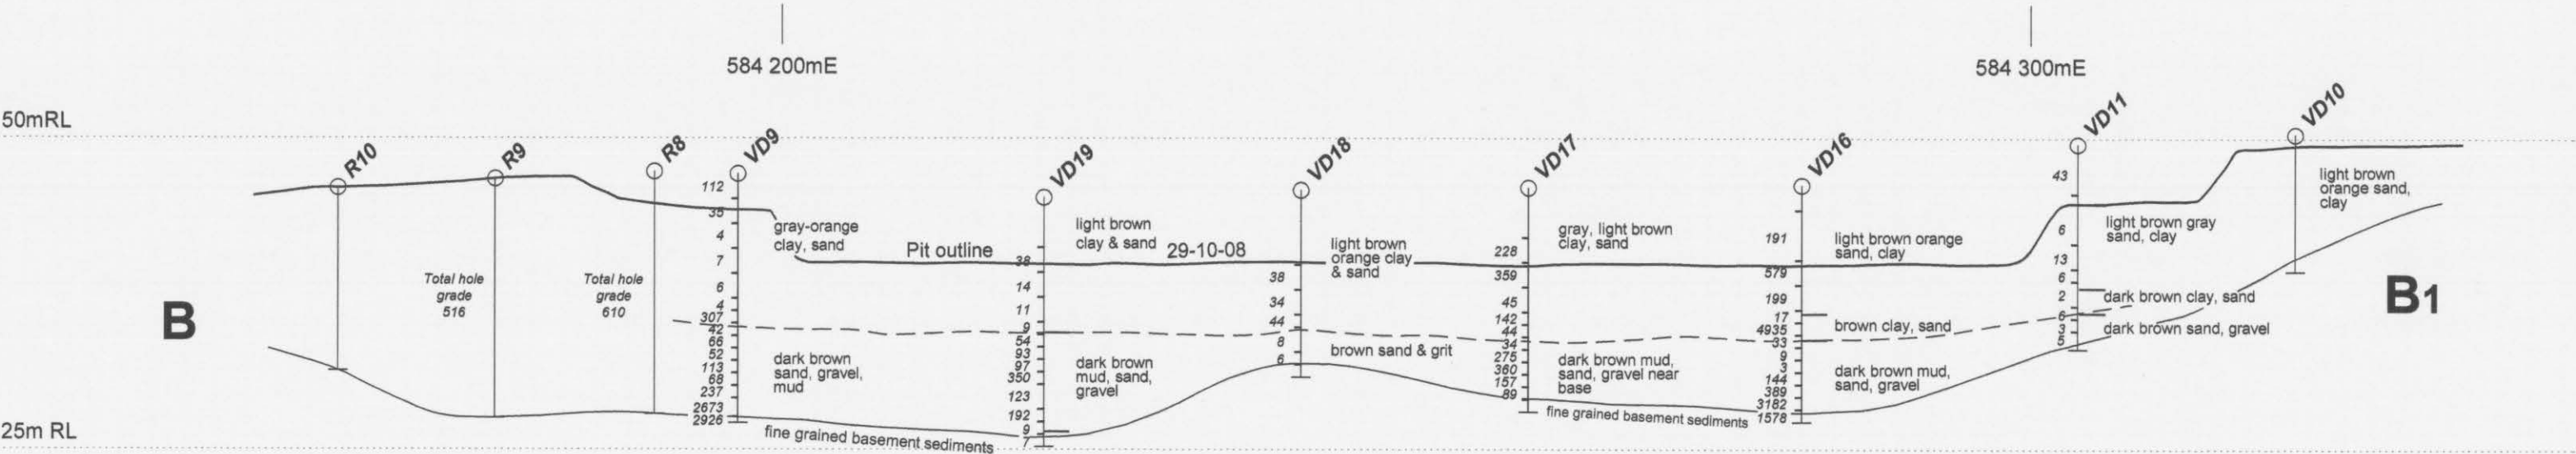 584 200mE
584 300mE
50mRL
R10
R9
R8
VD9
VD19
VD18
VD17
VD16
VD11
VD10
B
Total hole
grade
516
Total hole
grade
610
112
35
4
7
6
4
307
42
66
52
113
68
237
2673
2926
gray-orange
clay, sand
dark brown
sand, gravel,
mud
Pit outline
29-10-08
38
14
11
9
54
93
97
350
123
192
9
7
light brown
clay & sand
dark brown
mud, sand,
gravel
fine grained basement sediments
38
34
44
8
6
light brown
orange clay
& sand
brown sand & grit
228
359
45
142
44
34
275
360
157
89
gray, light brown
clay, sand
dark brown mud,
sand, gravel near
base
fine grained basement sediments
191
579
199
17
4935
33
9
3
144
389
3182
1578
light brown orange
sand, clay
brown clay, sand
dark brown mud,
sand, gravel
43
6
13
6
2
6
3
5
light brown gray
sand, clay
dark brown clay, sand
dark brown sand, gravel
light brown
orange sand,
clay
B1
25m RL